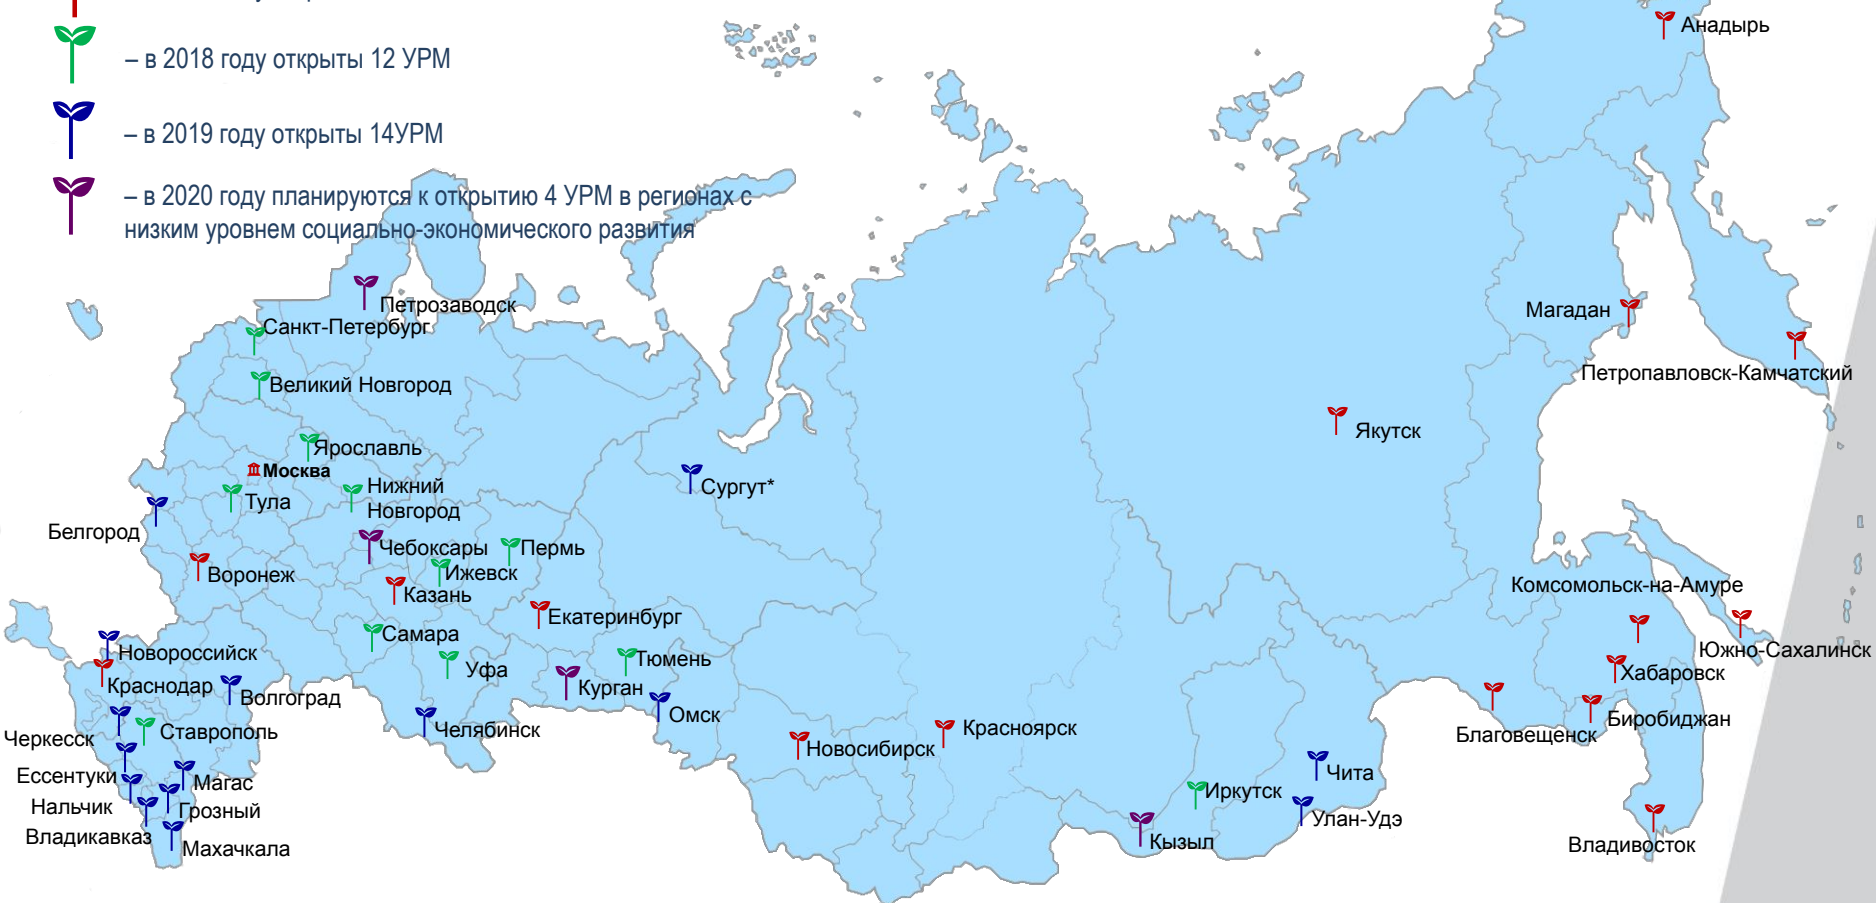 – в 2018 году открыты 12 УРМ
– в 2019 году открыты 14УРМ
– в 2020 году планируются к открытию 4 УРМ в регионах с
низким уровнем социально-экономического развития
Анадырь
Петрозаводск
Санкт-Петербург
Магадан
Петропавловск-Камчатский
Великий Новгород
Якутск
Ярославль
Москва
Нижний
Новгород
Сургут*
Тула
Белгород
Чебоксары
Пермь
Ижевск
Воронеж
Казань
Комсомольск-на-Амуре
Екатеринбург
Самара
Новороссийск
Тюмень
Южно-Сахалинск
Уфа
Хабаровск
Краснодар
Курган
Волгоград
Омск
Биробиджан
Челябинск
Красноярск
Ставрополь
Черкесск
Благовещенск
Новосибирск
Чита
Ессентуки
Магас
Иркутск
Нальчик
Грозный
Улан-Удэ
Владикавказ
Махачкала
Кызыл
Владивосток